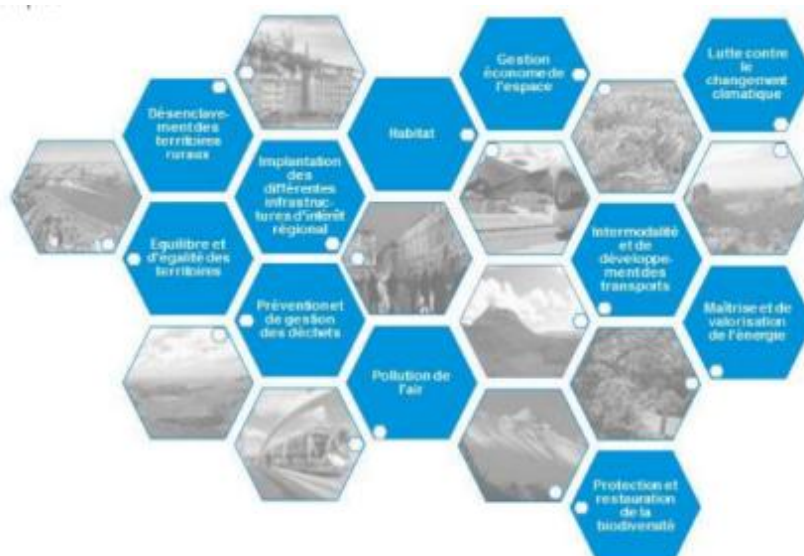 Désenclave-
ment des
territoires
ruraux
Equilibre et
d'égalité des
territoires
Implantation
des
différentes
infrastruc-
tures d'intérêt
régional
Prévention et
de gestion
des déchets
Habitat
Pollution de
l'air
Gestion
économe de
l'espace
Intermodalité
et de
développe-
ment des
transports
Protection et
restauration
de la
biodiversité
Lutte contre
le
changement
climatique
Maîtrise et de
valorisation
de l'énergie